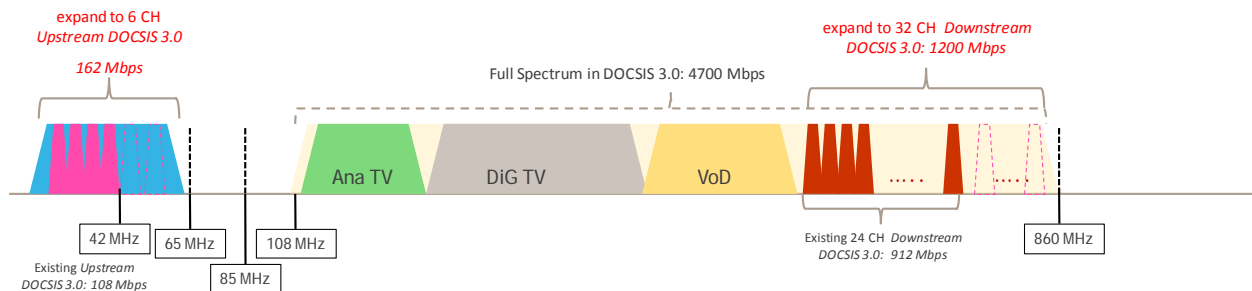 expand to 6 CH
Upstream DOCSIS 3.0
162 Mbps
expand to 32 CH Downstream
DOCSIS 3.0: 1200 Mbps
Full Spectrum in DOCSIS 3.0: 4700 Mbps
Ana TV
DiG TV
VoD
.....
.....
42 MHz
65 MHz
85 MHz
108 MHz
860 MHz
Existing Upstream
DOCSIS 3.0: 108 Mbps
Existing 24 CH Downstream
DOCSIS 3.0: 912 Mbps